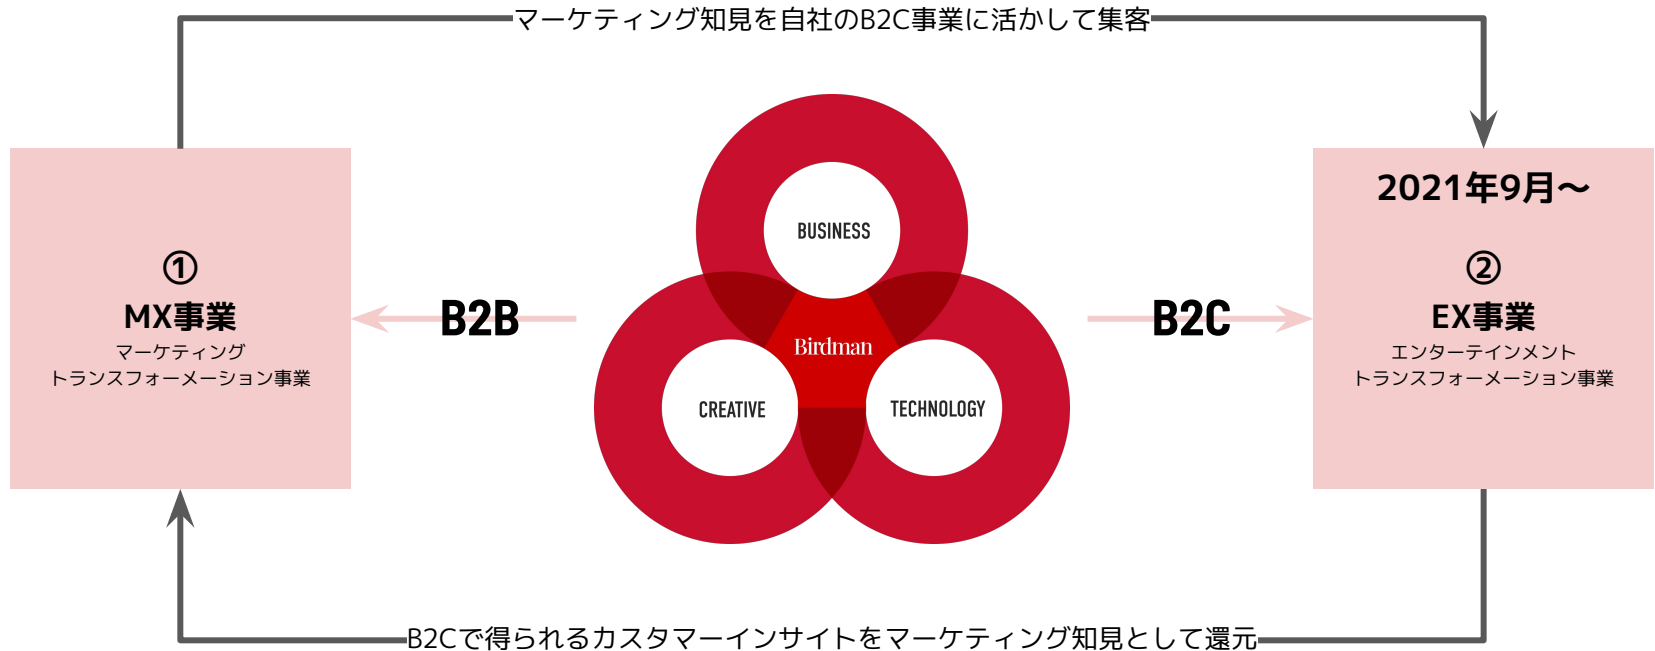 マーケティング知見を自社のB2C事業に活かして集客
①
MX事業
マーケティング
トランスフォーメーション事業
B2B
BUSINESS
Birdman
CREATIVE
TECHNOLOGY
B2C
2021年9月〜
②
EX事業
エンターテインメント
トランスフォーメーション事業
B2Cで得られるカスタマーインサイトをマーケティング知見として還元